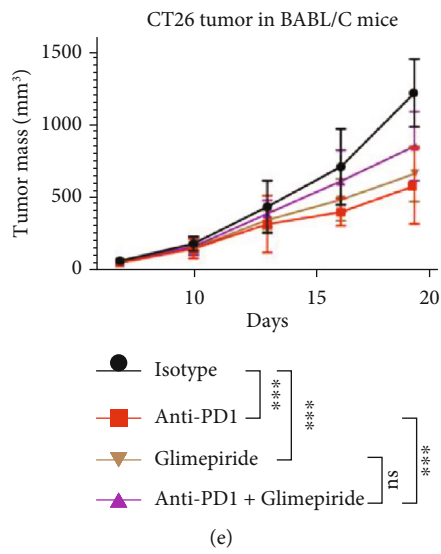 CT26 tumor in BABL/C mice
Tumor mass (mm³)
1500
1000
500
0
10
15
20
Days
Isotype
Anti-PD1
Glimepiride
Anti-PD1 + Glimepiride
***
***
ns
***
(e)